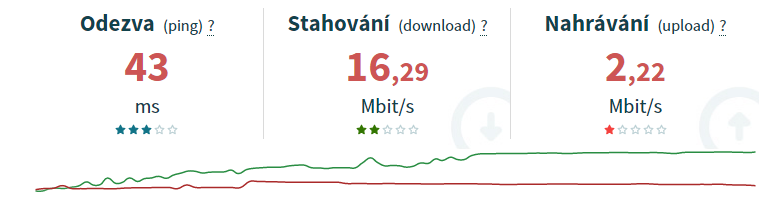 Odezva (ping) ? Stahování (download) ? Nahrávání (upload) ?
43 16,29 2,22
ms Mbit/s Mbit/s